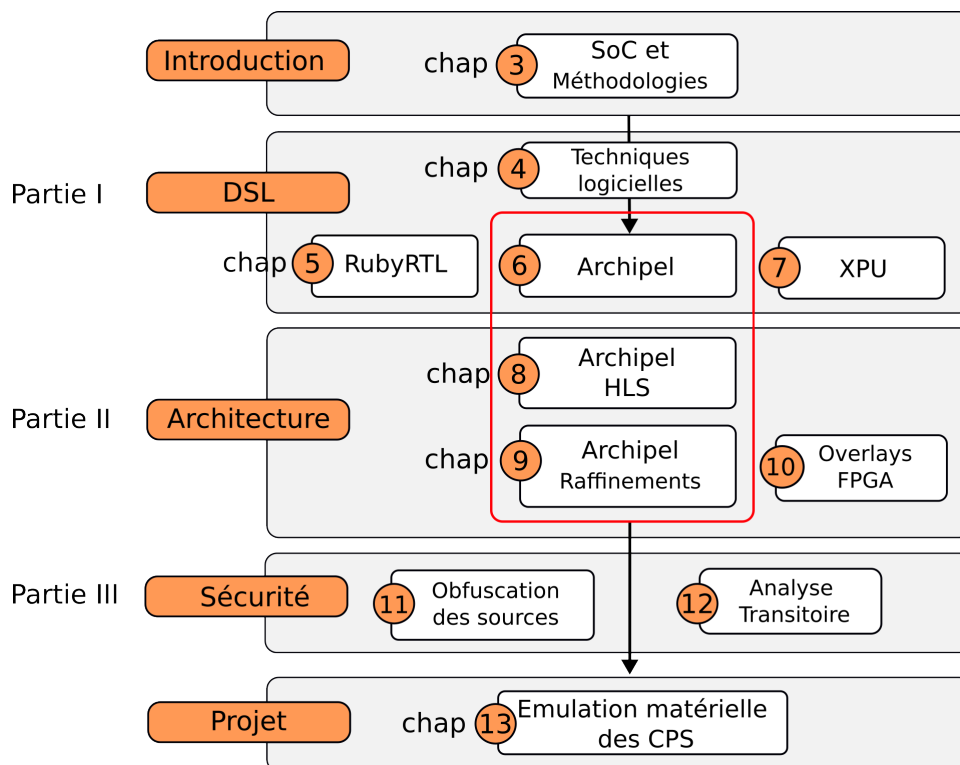 Introduction
chap 3
SoC et
Méthodologies
Partie I
DSL
chap 4
Techniques
logicielles
chap 5
RubyRTL
6
Archipel
7
XPU
Partie II
Architecture
chap 8
Archipel
HLS
chap 9
Archipel
Raffinements
10
Overlays
FPGA
Partie III
Sécurité
11
Obfuscation
des sources
12
Analyse
Transitoire
Projet
chap 13
Emulation matérielle
des CPS